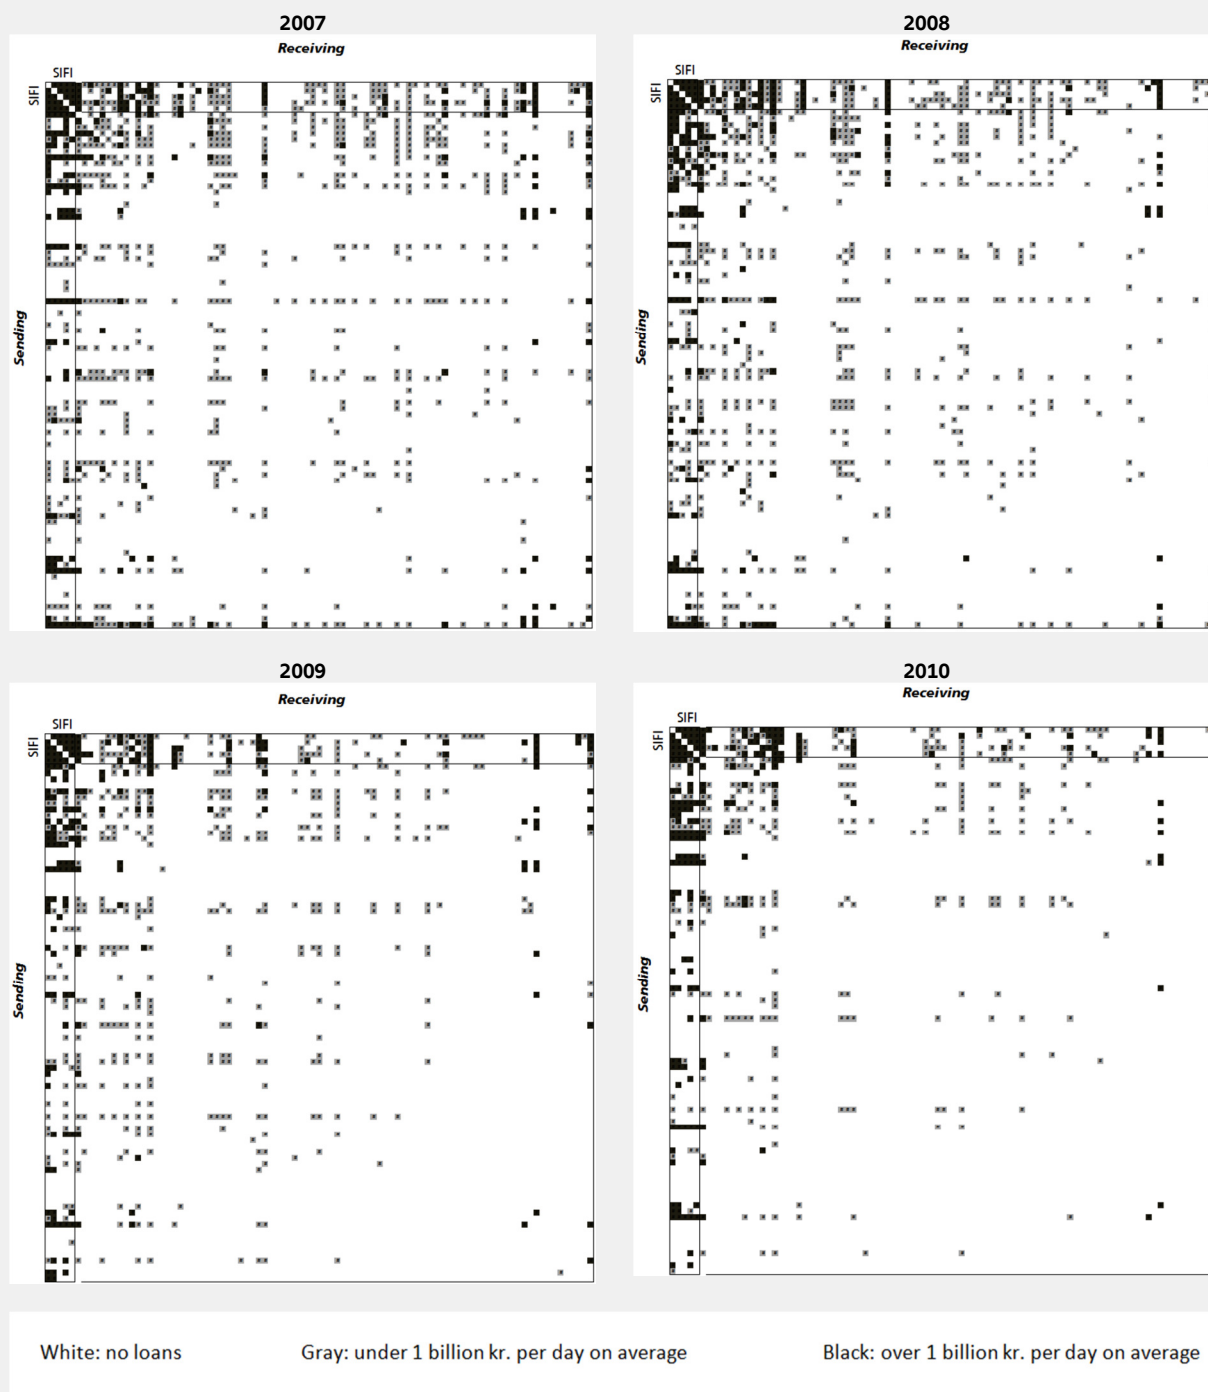 2007
Receiving
SIFI
SIFI
Sending
2008
Receiving
SIFI
SIFI
Sending
2009
Receiving
SIFI
SIFI
Sending
2010
Receiving
SIFI
SIFI
Sending
White: no loans
Gray: under 1 billion kr. per day on average
Black: over 1 billion kr. per day on average